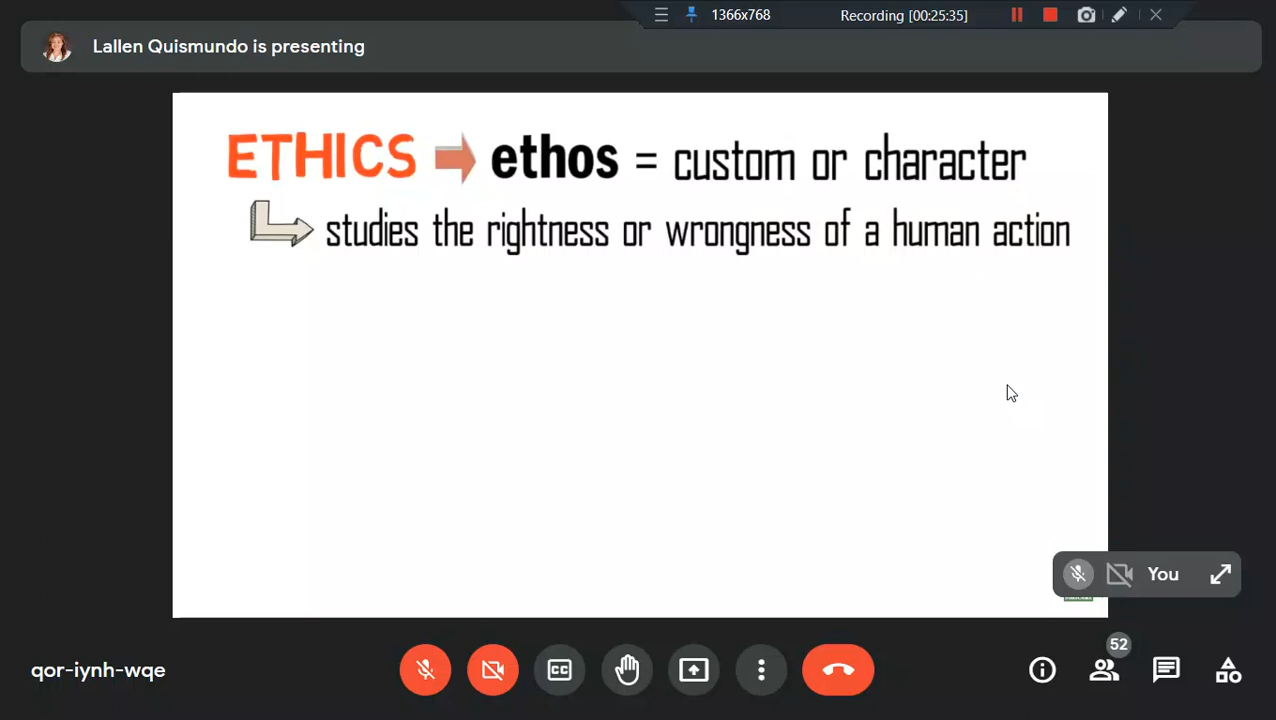 1366x768
Recording [00:25:35]
Lallen Quismundo is presenting
ETHICS ethos = custom or character
studies the rightness or wrongness of a human action
You
52
qor-iynh-wqe
CC